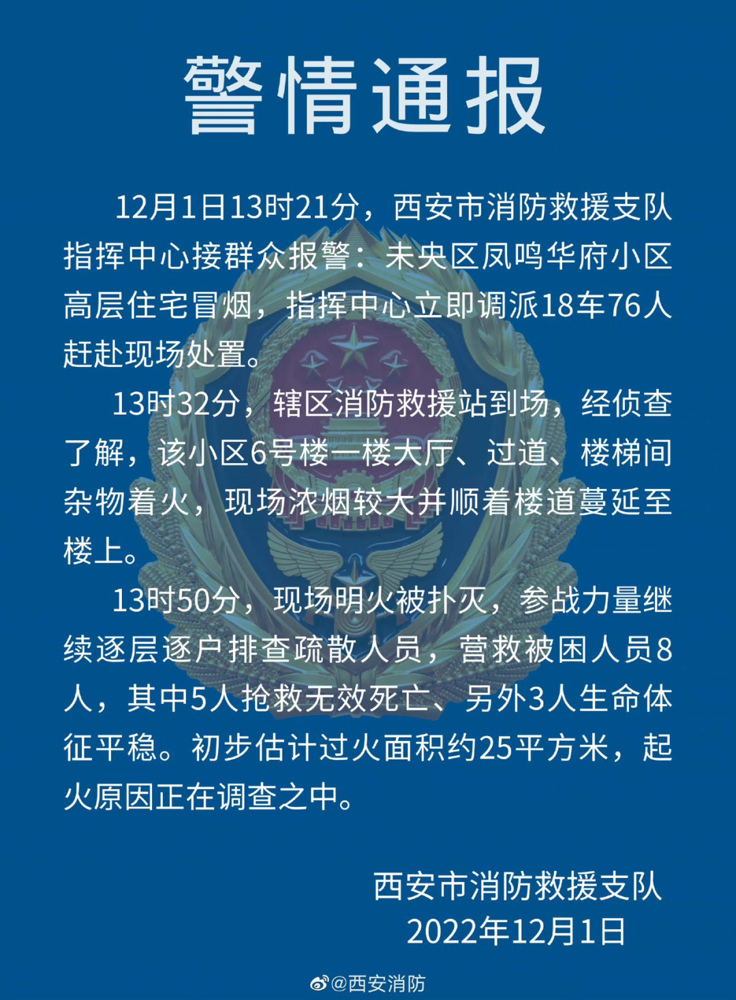 警情通报
12月1日13时21分，西安市消防救援支队
指挥中心接群众报警：未央区凤鸣华府小区
高层住宅冒烟，指挥中心立即调派18车76人
赶赴现场处置。
13时32分，辖区消防救援站到场，经侦查
了解，该小区6号楼一楼大厅、过道、楼梯间
杂物着火，现场浓烟较大并顺着楼道蔓延至
楼上。
13时50分，现场明火被扑灭，参战力量继
续逐层逐户排查疏散人员，营救被困人员8
人，其中5人抢救无效死亡、另外3人生命体
征平稳。初步估计过火面积约25平方米，起
火原因正在调查之中。
西安市消防救援支队
2022年12月1日
@西安消防